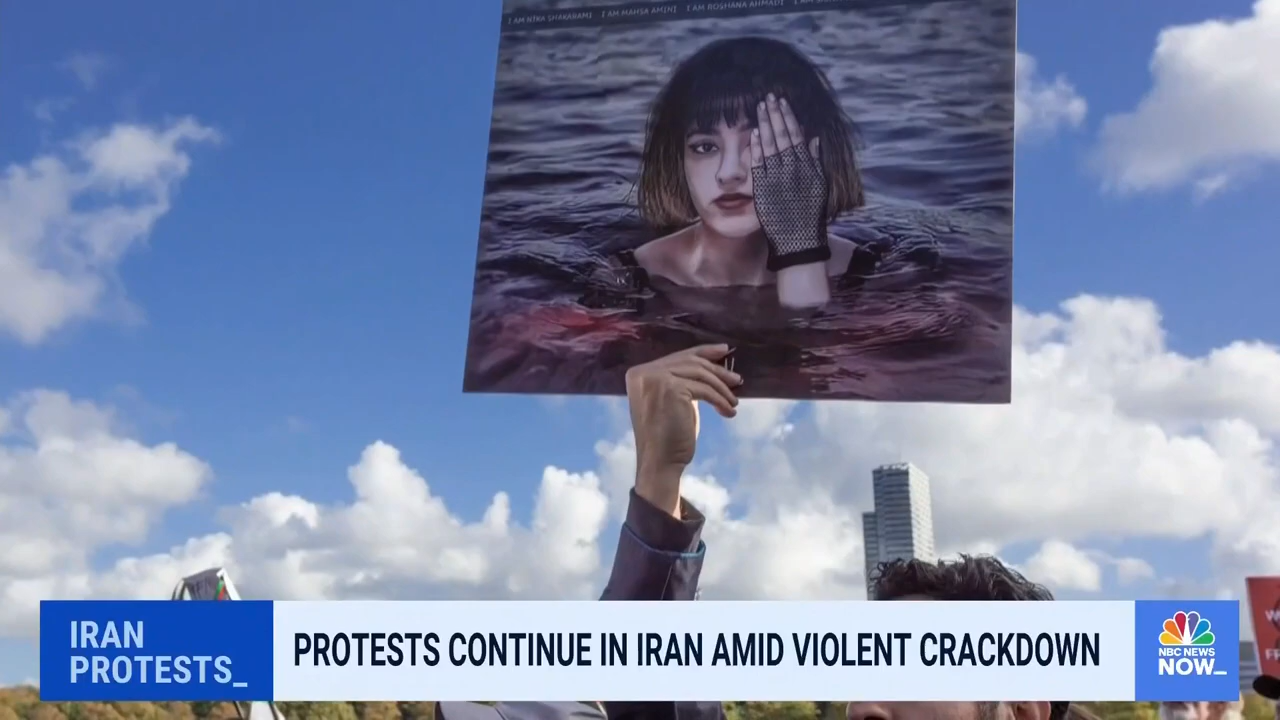 I AM NIKA SHAKARAMI I AM MAHSA AMINI I AM ROSHANA AHMADI I AM
IRAN
PROTESTS_
PROTESTS CONTINUE IN IRAN AMID VIOLENT CRACKDOWN
NBC NEWS
NOW_